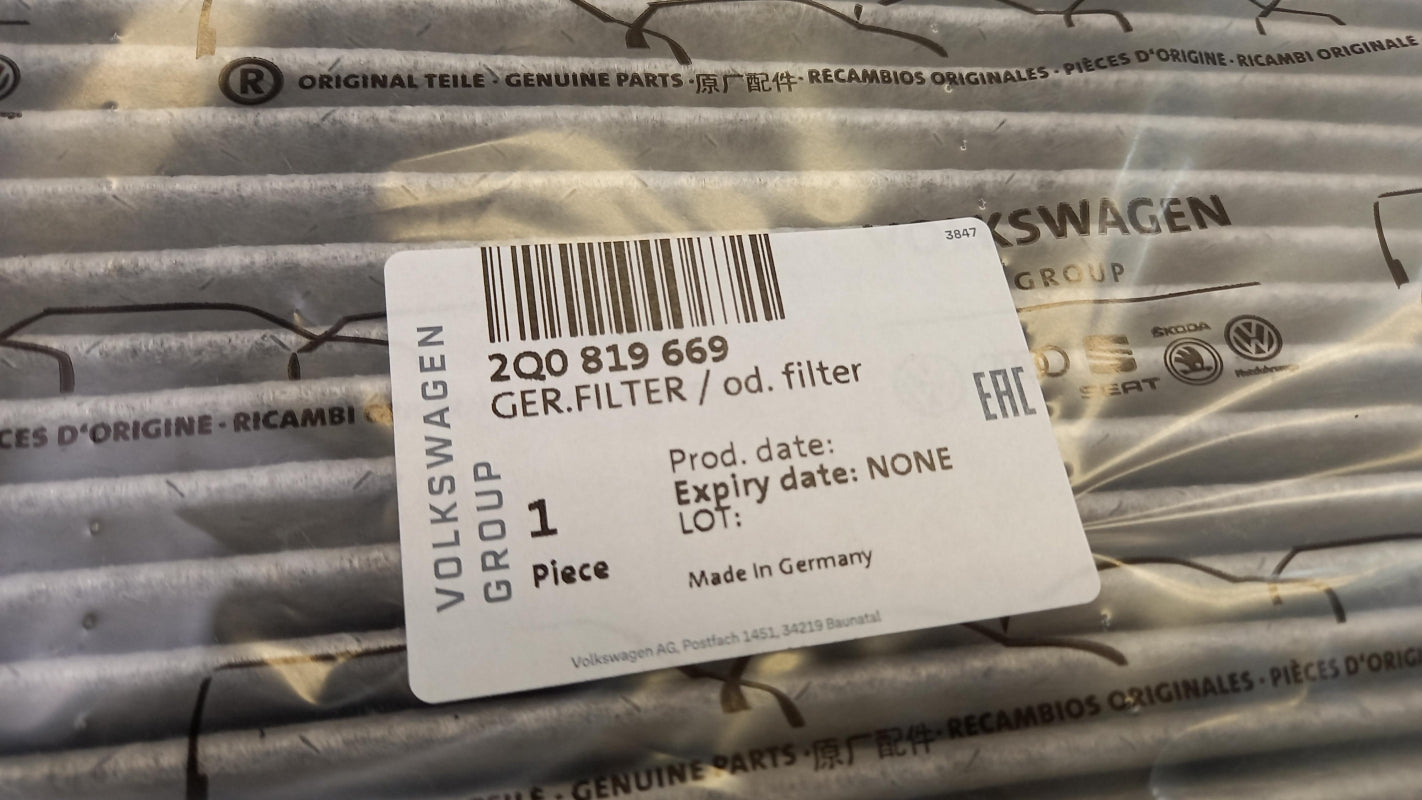 ® ORIGINAL TEILE · GENUINE PARTS · 原厂配件 · RECAMBIOS ORIGINALES · PIÈCES D'ORIGINE · RICAMBI ORIGINALE
KSWAGEN
GROUP
SEAT
ŠKODA
3847
VOLKSWAGEN
GROUP
2Q0 819 669
GER.FILTER / od. filter
EAC
Prod. date:
Expiry date: NONE
LOT:
1
Piece
Made In Germany
Volkswagen AG, Postfach 1451, 34219 Baunatal
CES D'ORIGINE · RICAMBI
GENUINE PARTS · 原厂配件 · RECAMBIOS ORIGINALES · PIÈCES D'ORIG